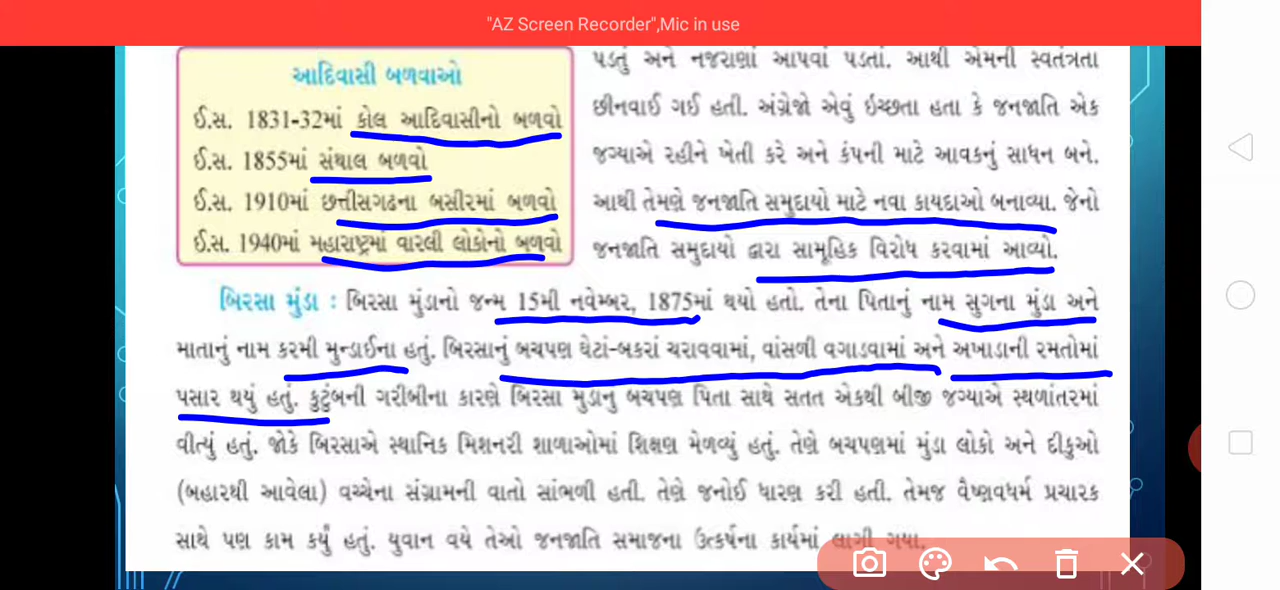 "AZ Screen Recorder",Mic in use
આદિવાસી બળવાઓ
ઈ.સ. 1831-32માં કોલ આદિવાસીનો બળવો
ઈ.સ. 1855માં સંથાલ બળવો
ઈ.સ. 1910માં છત્તીસગઢના બસીરમાં બળવો
ઈ.સ. 1940માં મહારાષ્ટ્રમાં વારલી લોકોનો બળવો
પડતું અને નજરાણાં આપવાં પડતાં. આથી એમની સ્વતંત્રતા
છીનવાઈ ગઈ હતી. અંગ્રેજો એવું ઇચ્છતા હતા કે જનજાતિ એક
જગ્યાએ રહીને ખેતી કરે અને કંપની માટે આવકનું સાધન બને.
આથી તેમણે જનજાતિ સમુદાયો માટે નવા કાયદાઓ બનાવ્યા. જેનો
જનજાતિ સમુદાયો દ્વારા સામૂહિક વિરોધ કરવામાં આવ્યો.
બિરસા મુંડા : બિરસા મુંડાનો જન્મ 15મી નવેમ્બર, 1875માં થયો હતો. તેના પિતાનું નામ સુગના મુંડા અને
માતાનું નામ કરમી મુન્ડાઈના હતું. બિરસાનું બચપણ ઘેટાં-બકરાં ચરાવવામાં, વાંસળી વગાડવામાં અને અખાડાની રમતોમાં
પસાર થયું હતું. કુટુંબની ગરીબીના કારણે બિરસા મુંડાનુ બચપણ પિતા સાથે સતત એકથી બીજી જગ્યાએ સ્થળાંતરમાં
વીત્યું હતું. જોકે બિરસાએ સ્થાનિક મિશનરી શાળાઓમાં શિક્ષણ મેળવ્યું હતું. તેણે બચપણમાં મુંડા લોકો અને દીકુઓ
(બહારથી આવેલા) વચ્ચેના સંગ્રામની વાતો સાંભળી હતી. તેણે જનોઈ ધારણ કરી હતી. તેમજ વૈષ્ણવધર્મ પ્રચારક
સાથે પણ કામ કર્યું હતું. યુવાન વયે તેઓ જનજાતિ સમાજના ઉત્કર્ષના કાર્યમાં લાગી ગયા.